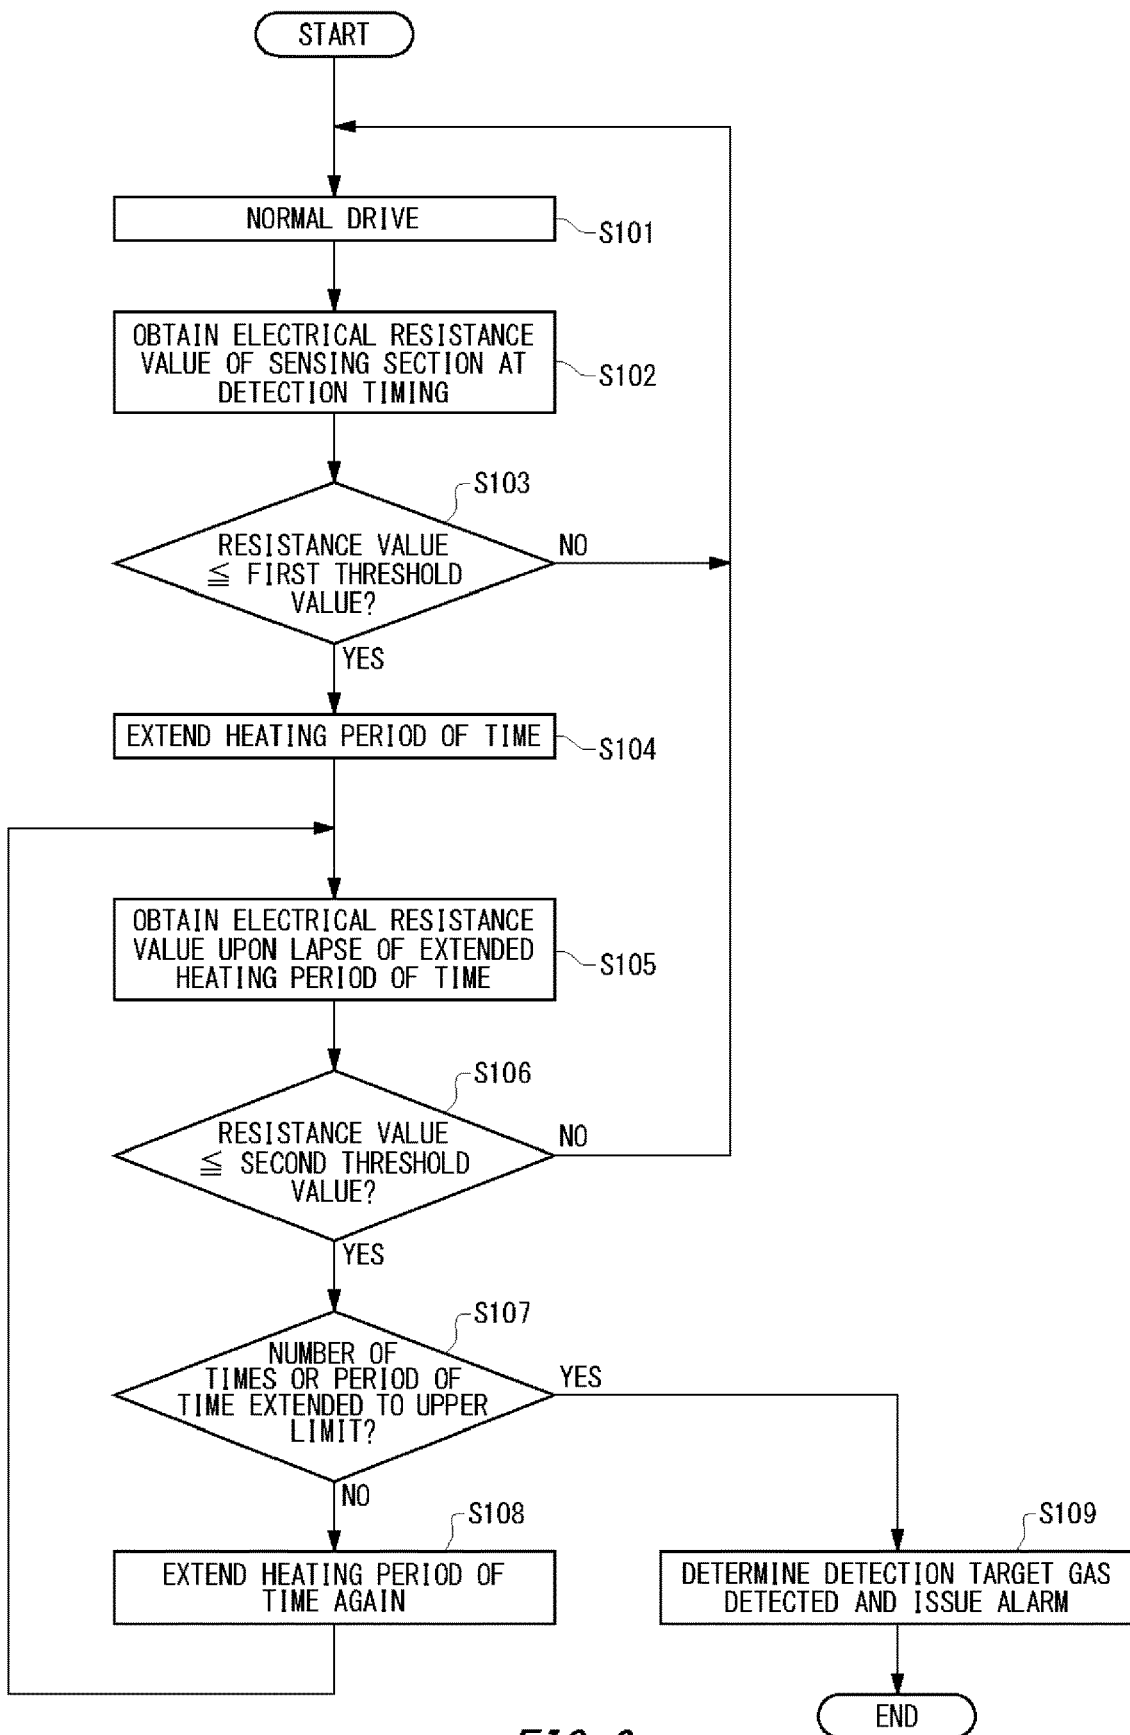 START
NORMAL DRIVE
S101
OBTAIN ELECTRICAL RESISTANCE
VALUE OF SENSING SECTION AT
DETECTION TIMING
S102
S103
RESISTANCE VALUE
≦ FIRST THRESHOLD
VALUE?
NO
YES
EXTEND HEATING PERIOD OF TIME
S104
OBTAIN ELECTRICAL RESISTANCE
VALUE UPON LAPSE OF EXTENDED
HEATING PERIOD OF TIME
S105
S106
RESISTANCE VALUE
≦ SECOND THRESHOLD
VALUE?
NO
YES
S107
NUMBER OF
TIMES OR PERIOD OF
TIME EXTENDED TO UPPER
LIMIT?
YES
NO
S108
EXTEND HEATING PERIOD OF
TIME AGAIN
S109
DETERMINE DETECTION TARGET GAS
DETECTED AND ISSUE ALARM
END